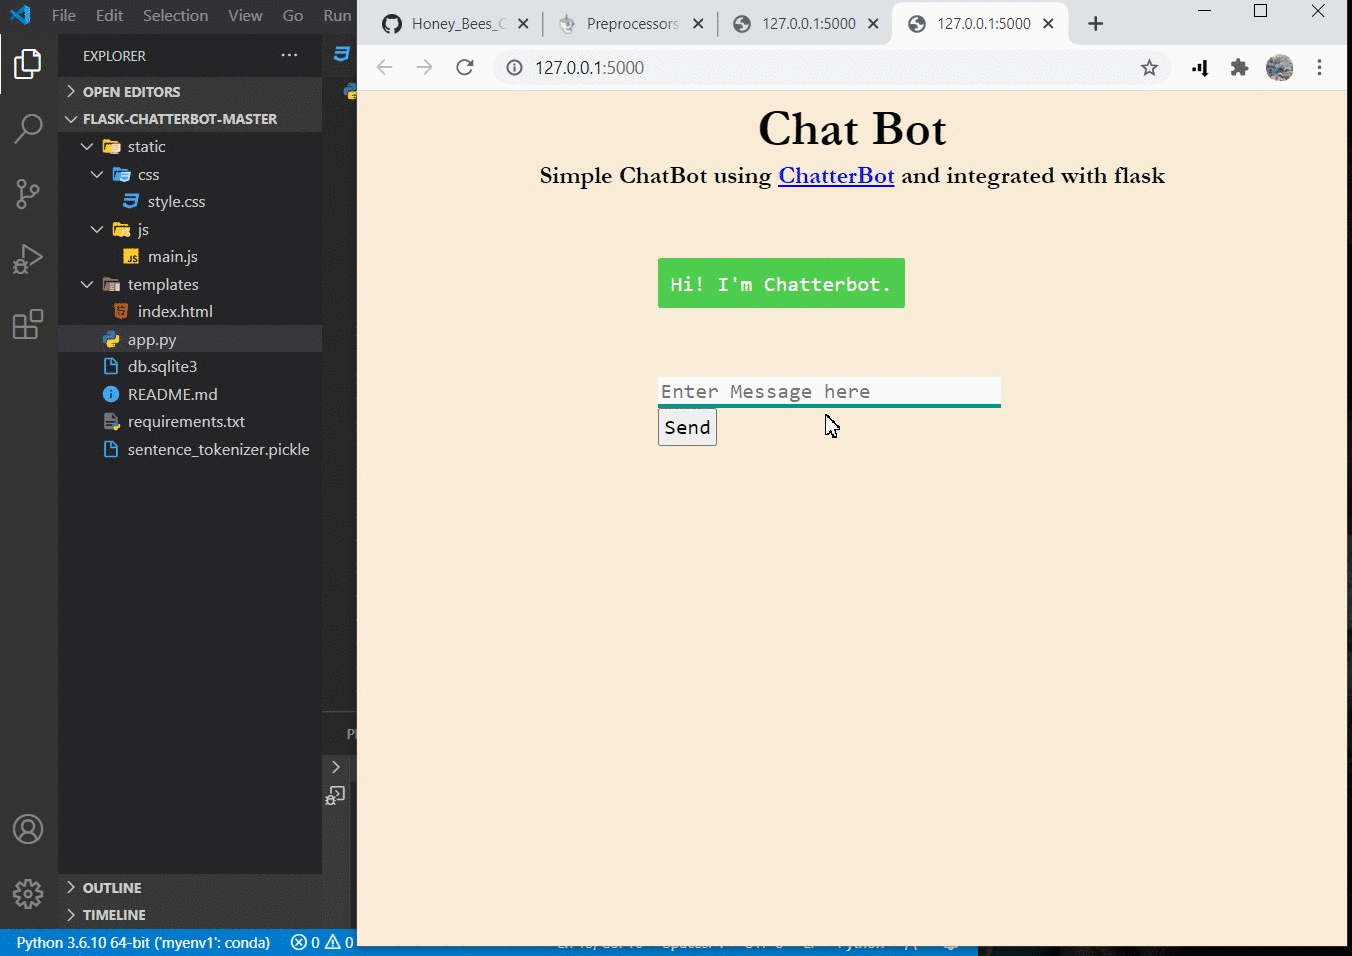 File Edit Selection View Go Run
EXPLORER
OPEN EDITORS
FLASK-CHATTERBOT-MASTER
static
css
style.css
js
JS main.js
templates
index.html
app.py
db.sqlite3
README.md
requirements.txt
sentence_tokenizer.pickle
OUTLINE
TIMELINE
Python 3.6.10 64-bit ('myenv1': conda) 0 0
Honey_Bees_
Preprocessors
127.0.0.1:5000
127.0.0.1:5000
127.0.0.1:5000
Chat Bot
Simple ChatBot using ChatterBot and integrated with flask
Hi! I'm Chatterbot.
Enter Message here
Send